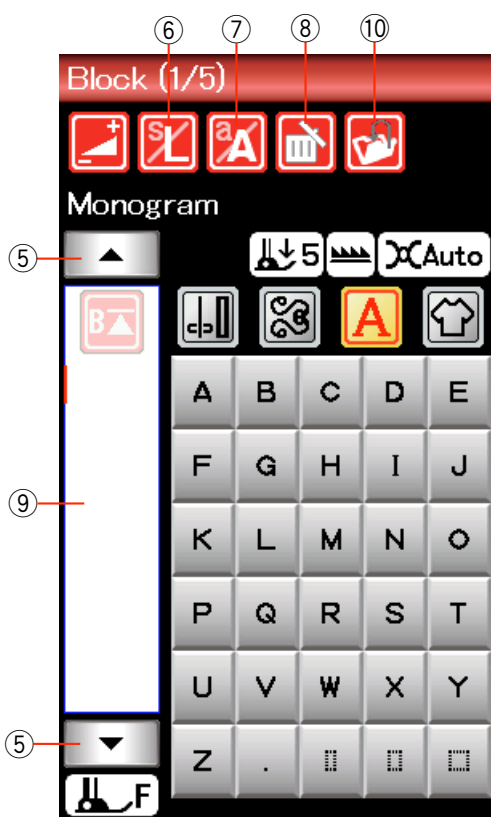 ⑥ ⑦ ⑧ ⑩
Block (1/5)
S L a A
Monogram
⑤ 5 Auto
B A
A B C D E
F G H I J
⑨
K L M N O
P Q R S T
U V W X Y
⑤
Z .
F